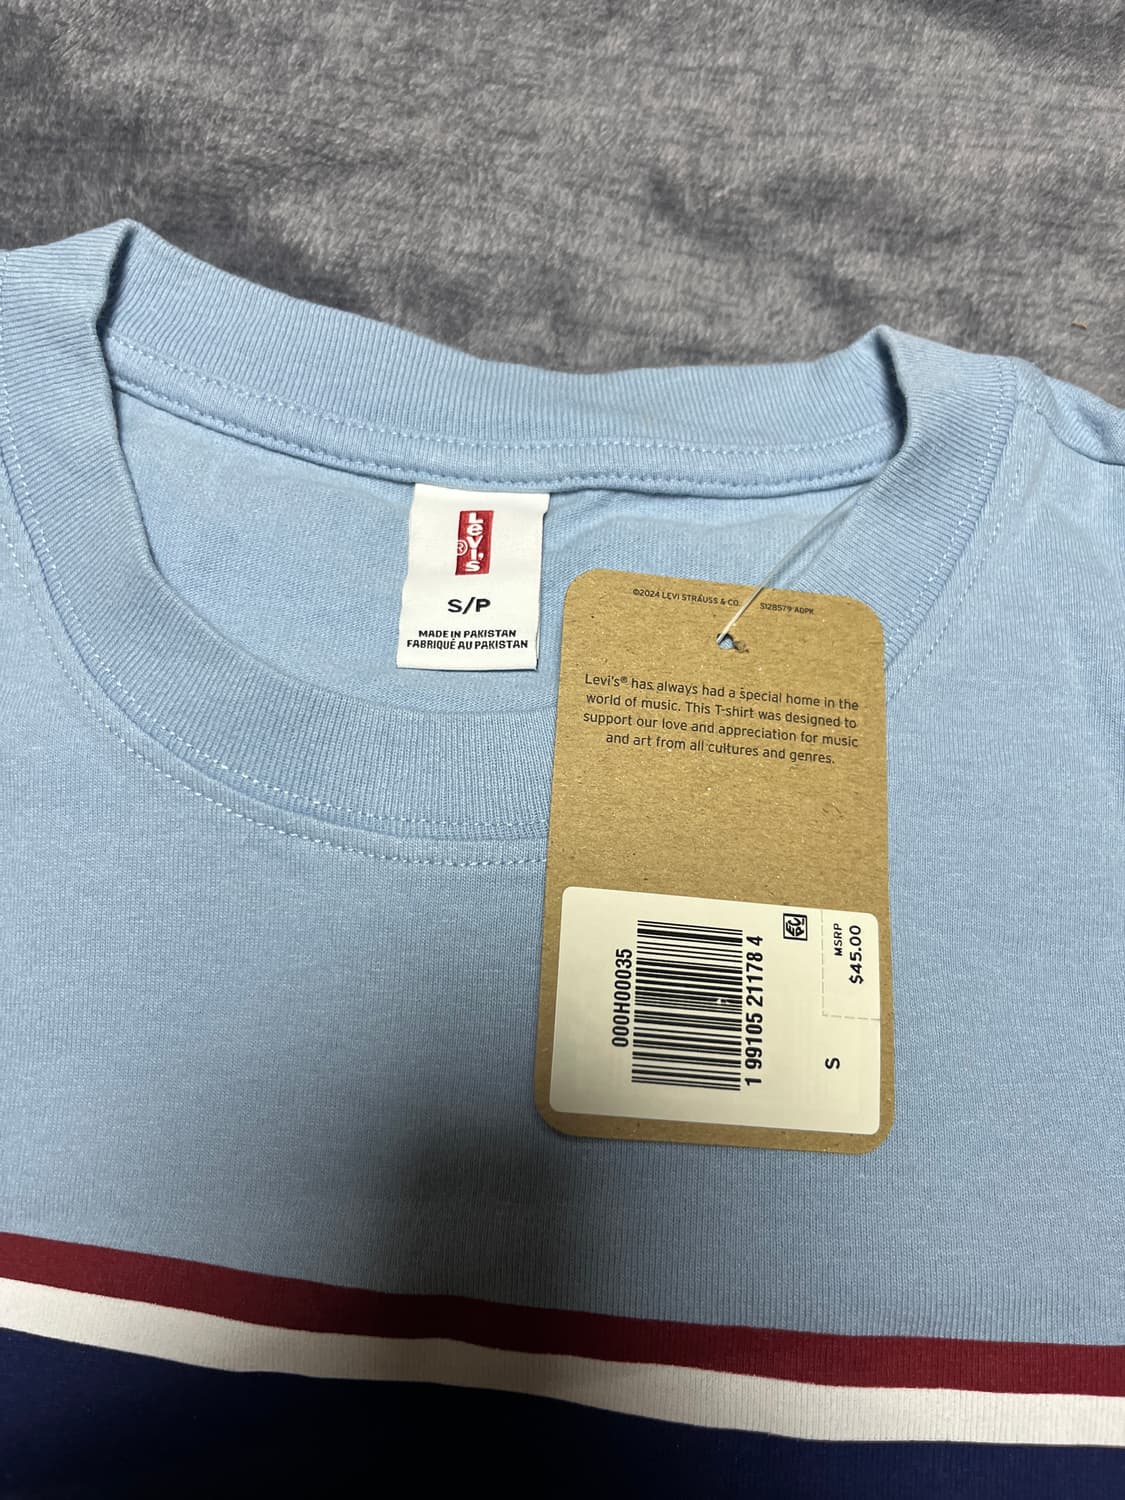 Levi's
®
S/P
MADE IN PAKISTAN
FABRIQUÉ AU PAKISTAN
©2024 LEVI STRAUSS & CO. S128579 ADPK
Levi's® has always had a special home in the
world of music. This T-shirt was designed to
support our love and appreciation for music
and art from all cultures and genres.
000H00035
1 99105 21178 4
MSRP
$45.00
S